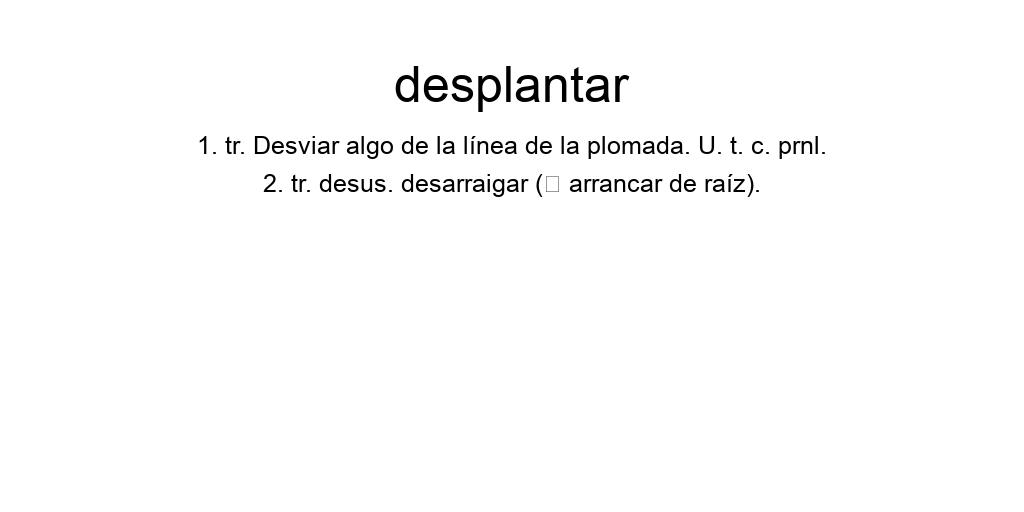 desplantar
1. tr. Desviar algo de la línea de la plomada. U. t. c. prnl.
2. tr. desus. desarraigar (□ arrancar de raíz).